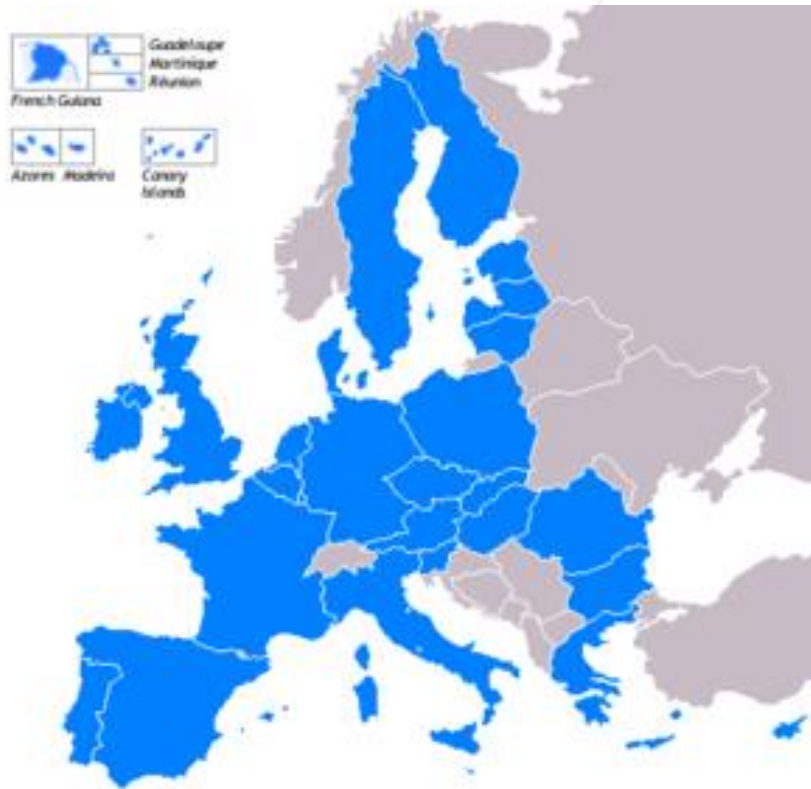 Guadeloupe
Martinique
Réunion
French Guiana
Azores Madeira
Canary
Islands